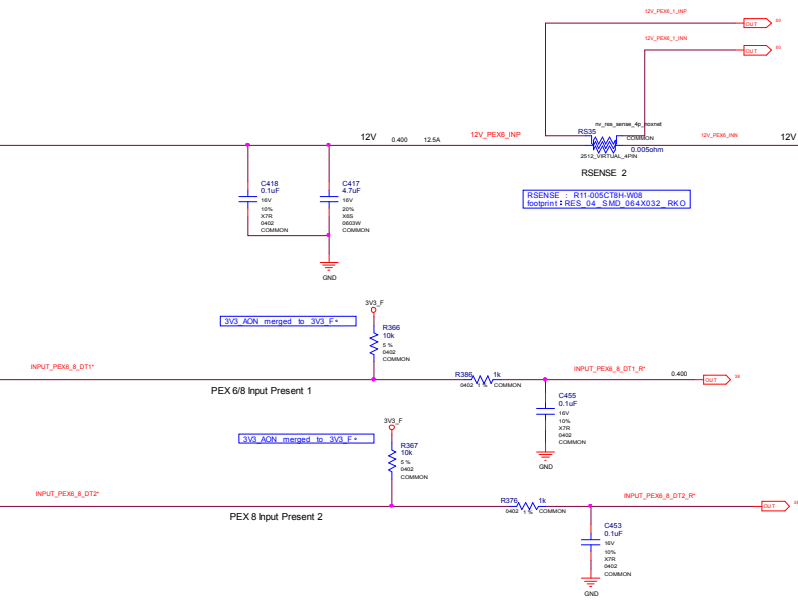 12V_PEX6_1_INP
OUT
12V_PEX6_1_INN
OUT
nv_res_sense_4p_noxnet
RS35
COMMON
12V
0.400
12.5A
12V_PEX6_INP
12V_PEX6_INN
12V
0.005ohm
2512_VIRTUAL_4PIN
RSENSE 2
RSENSE : R11-005CT8H-W08
footprint : RES_04_SMD_064X032_RKO
C418
0.1uF
16V
10%
X7R
0402
COMMON
C417
4.7uF
16V
20%
X6S
0603W
COMMON
GND
3V3_F
3V3_AON merged to 3V3_F*
R366
10k
5 %
0402
COMMON
INPUT_PEX6_8_DT1*
R386
1k
0402
1 %
COMMON
INPUT_PEX6_8_DT1_R*
0.400
OUT
PEX 6/8 Input Present 1
C455
0.1uF
16V
10%
X7R
0402
COMMON
GND
3V3_F
3V3_AON merged to 3V3_F*
R367
10k
5 %
0402
COMMON
INPUT_PEX6_8_DT2*
R376
1k
0402
1 %
COMMON
INPUT_PEX6_8_DT2_R*
OUT
PEX 8 Input Present 2
C453
0.1uF
16V
10%
X7R
0402
COMMON
GND